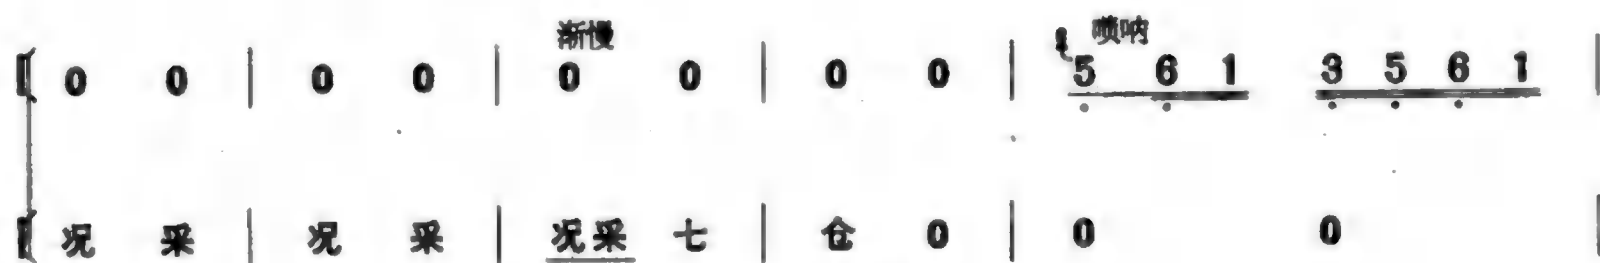 渐慢 唢呐
0 0 | 0 0 | 0 0 | 0 0 | 5 6 1 3 5 6 1 |
况 采 | 况 采 | 况采 七 | 仓 0 | 0 0 |